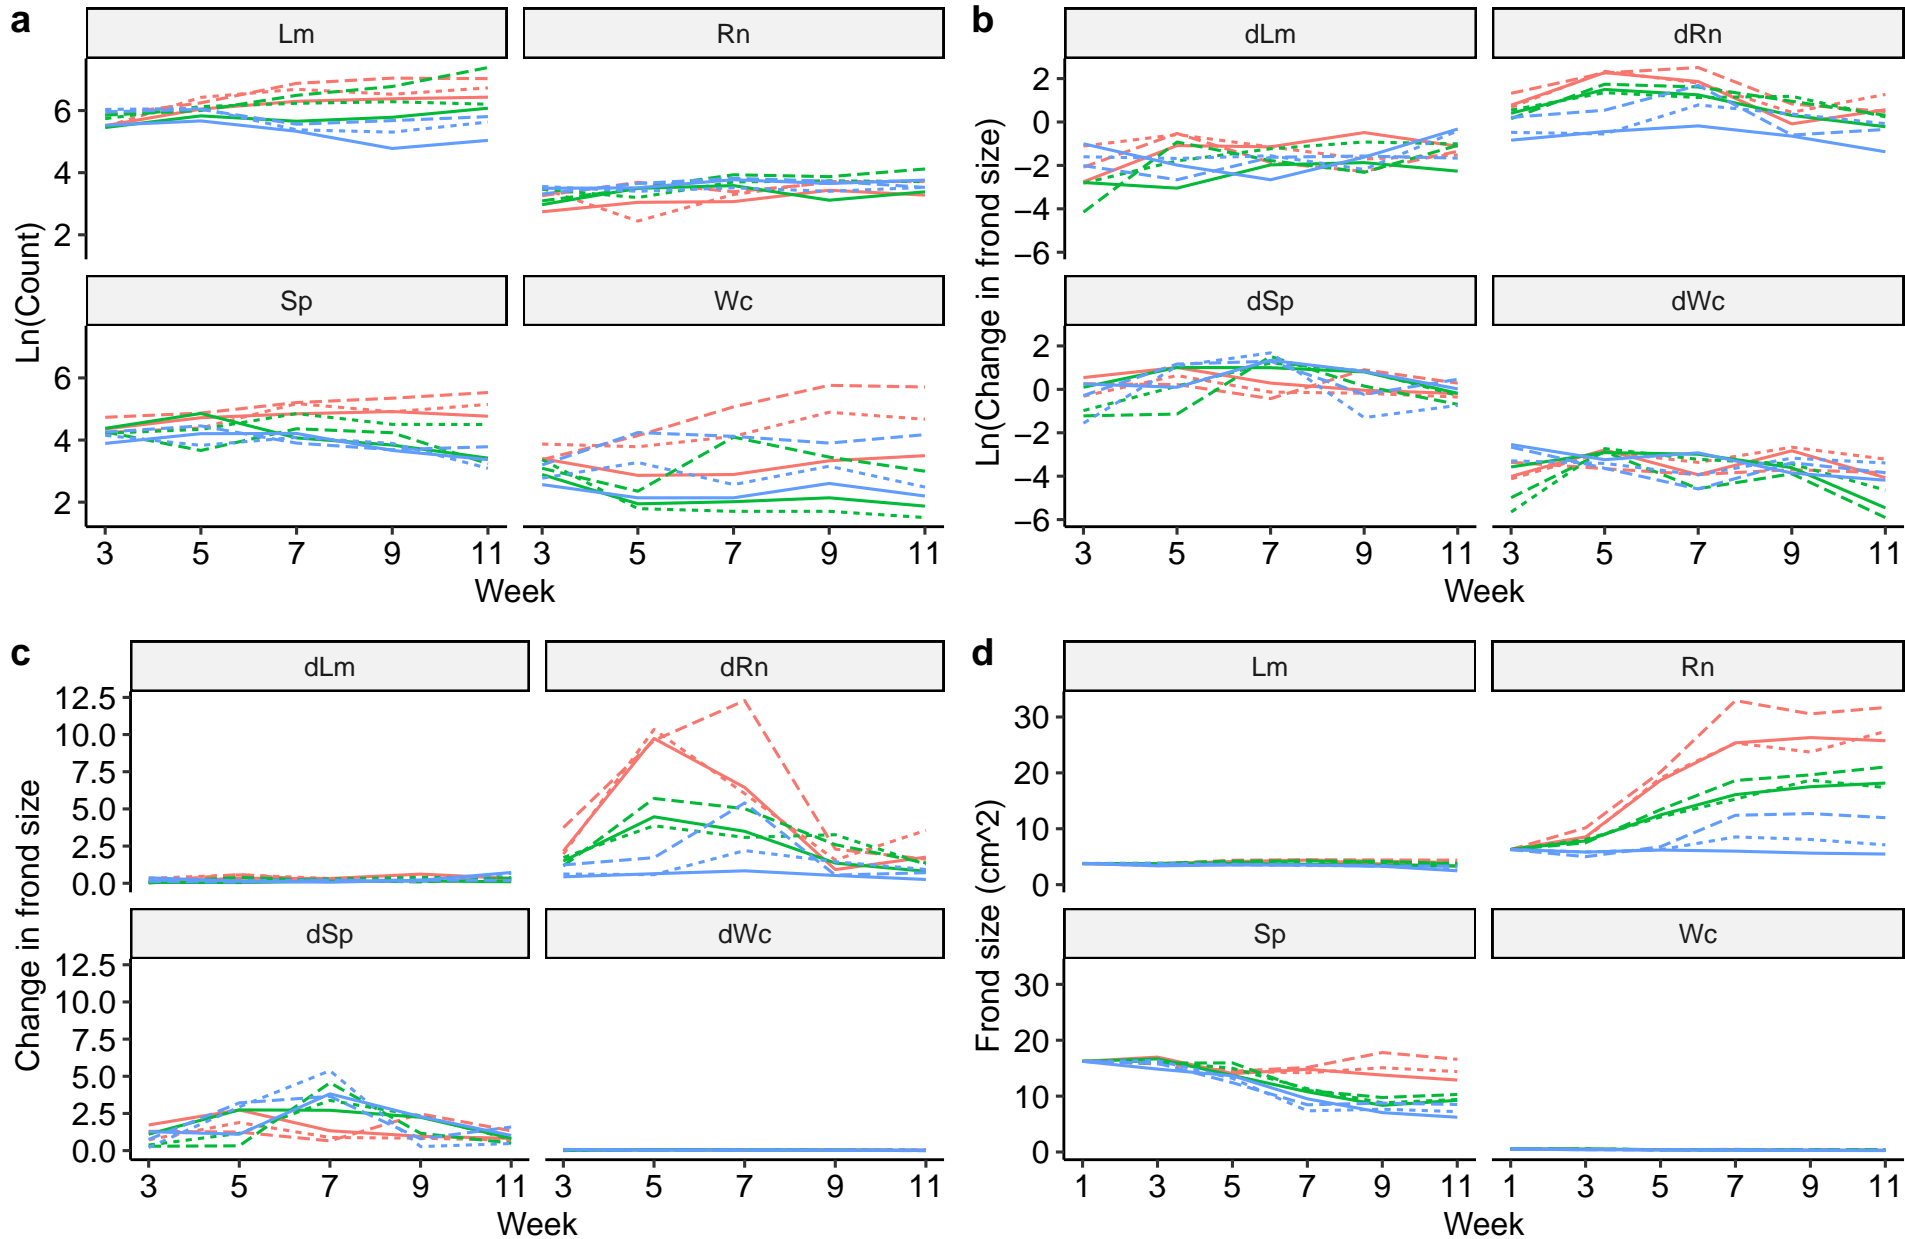 a
Lm
Rn
6
4
2
Sp
Wc
6
4
2
Ln(Count)
3 5 7 9 11
3 5 7 9 11
Week
b
dLm
dRn
2
0
−2
−4
−6
dSp
dWc
2
0
−2
−4
−6
Ln(Change in frond size)
3 5 7 9 11
3 5 7 9 11
Week
c
dLm
dRn
12.5
10.0
7.5
5.0
2.5
0.0
dSp
dWc
12.5
10.0
7.5
5.0
2.5
0.0
Change in frond size
3 5 7 9 11
3 5 7 9 11
Week
d
Lm
Rn
30
20
10
0
Sp
Wc
30
20
10
0
Frond size (cm^2)
1 3 5 7 9 11
1 3 5 7 9 11
Week